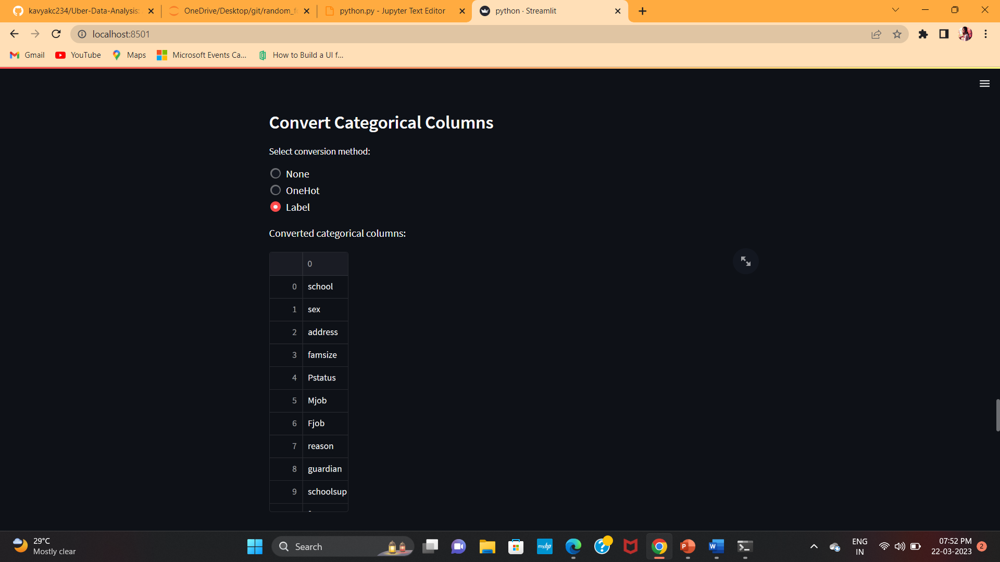 kavyakc234/Uber-Data-Analysis:
OneDrive/Desktop/git/random_f
python.py - Jupyter Text Editor
python · Streamlit
localhost:8501
Gmail
YouTube
Maps
Microsoft Events Ca...
How to Build a UI f...
Convert Categorical Columns
Select conversion method:
None
OneHot
Label
Converted categorical columns:
0
0 school
1 sex
2 address
3 famsize
4 Pstatus
5 Mjob
6 Fjob
7 reason
8 guardian
9 schoolsup
29°C
Mostly clear
Search
myhp
ENG
IN
07:52 PM
22-03-2023
2